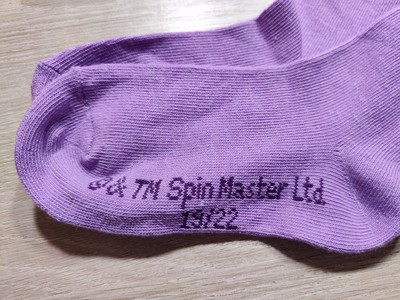 & TM Spin Master Ltd.
19/22